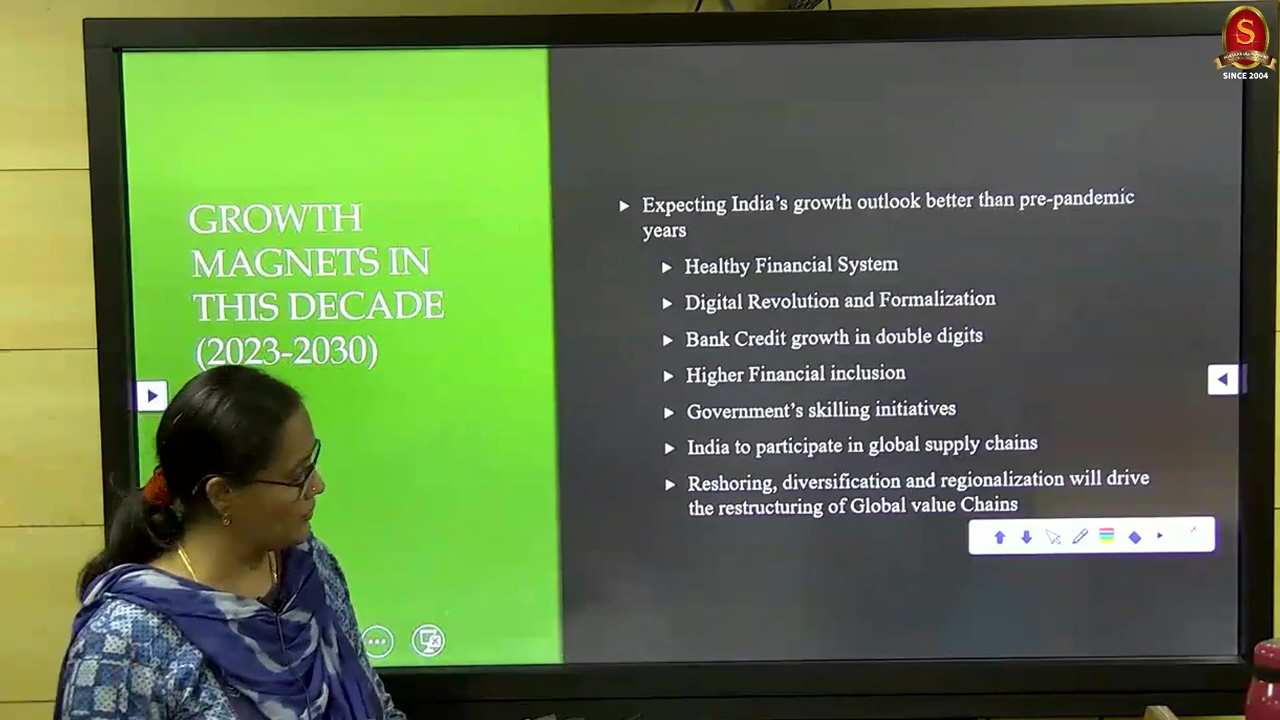 S
SINCE 2004
GROWTH
MAGNETS IN
THIS DECADE
(2023-2030)
Expecting India's growth outlook better than pre-pandemic
years
Healthy Financial System
Digital Revolution and Formalization
Bank Credit growth in double digits
Higher Financial inclusion
Government's skilling initiatives
India to participate in global supply chains
Reshoring, diversification and regionalization will drive
the restructuring of Global value Chains